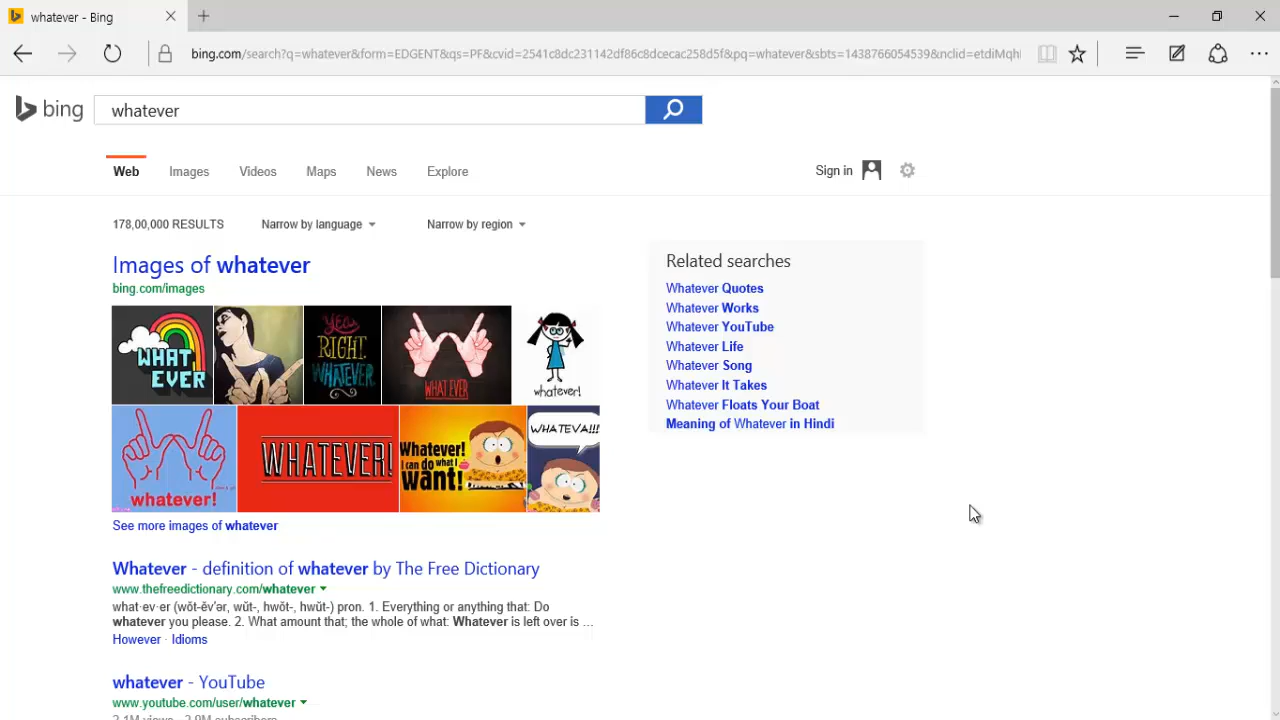 whatever - Bing
bing.com/search?q=whatever&form=EDGENT&qs=PF&cvid=2541c8dc231142df86c8dcecac258d5f&pq=whatever&sbts=1438766054539&nclid=etdiMqhI
bing
whatever
Web Images Videos Maps News Explore
Sign in
178,00,000 RESULTS Narrow by language Narrow by region
Images of whatever
bing.com/images
WHAT
EVER
YEA,
RIGHT.
WHATEVER
WHATEVER
whatever!
whatever!
WHATEVER!
Whatever!
I can do what I
WANT!
WHATEVA!!!
See more images of whatever
Whatever - definition of whatever by The Free Dictionary
www.thefreedictionary.com/whatever
what·ev·er (wŏt-ĕv′ər, wŭt-, hwŏt-, hwŭt-) pron. 1. Everything or anything that: Do
whatever you please. 2. What amount that; the whole of what: Whatever is left over is ...
However · Idioms
whatever - YouTube
www.youtube.com/user/whatever
Related searches
Whatever Quotes
Whatever Works
Whatever YouTube
Whatever Life
Whatever Song
Whatever It Takes
Whatever Floats Your Boat
Meaning of Whatever in Hindi